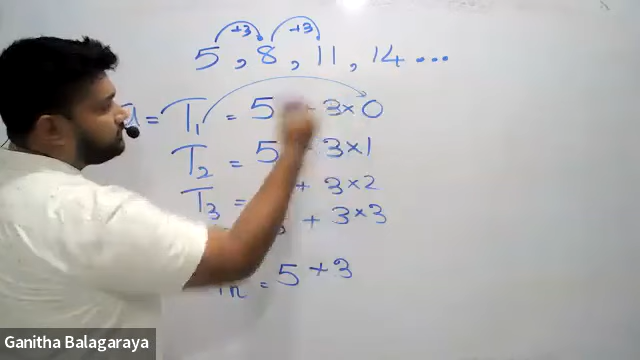 +3 +3
5, 8, 11, 14 ...
= T₁ = 5 + 3×0
T₂ = 5 3×1
T₃ = + 3×2
+ 3×3
n = 5 + 3
Ganitha Balagaraya